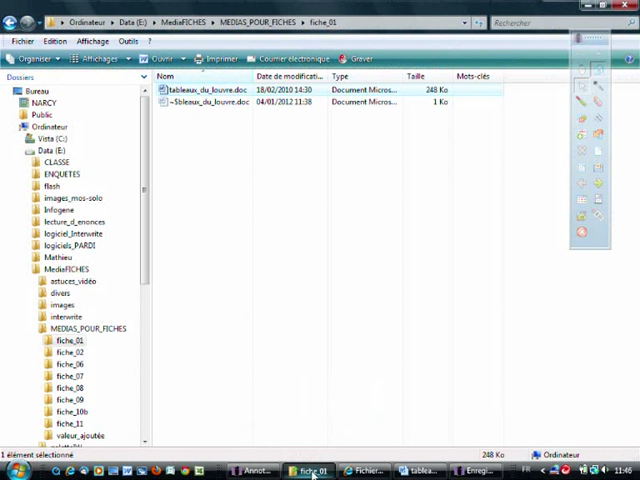 Ordinateur ▸ Data (E:) ▸ MediaFICHES ▸ MEDIAS_POUR_FICHES ▸ fiche_01
Rechercher
Fichier Edition Affichage Outils ?
Organiser Affichages Ouvrir Imprimer Courrier électronique Graver
Dossiers
Nom Date de modificati... Type Taille Mots-clés
Bureau
tableaux_du_louvre.doc 18/02/2010 14:30 Document Micros... 248 Ko
NARCY
~$bleaux_du_louvre.doc 04/01/2012 11:38 Document Micros... 1 Ko
Public
Ordinateur
Vista (C:)
Data (E:)
CLASSE
ENQUETES
flash
images_mos-solo
Infogene
lecture_d_enonces
logiciel_Interwrite
logiciels_PARDI
Mathieu
MediaFICHES
astuces_vidéo
divers
images
interwrite
MEDIAS_POUR_FICHES
fiche_01
fiche_02
fiche_06
fiche_07
fiche_08
fiche_09
fiche_10b
fiche_11
valeur_ajoutée
1 élément sélectionné 248 Ko Ordinateur
Annot... fiche_01 Fichier... tablea... Enregi... FR 11:46